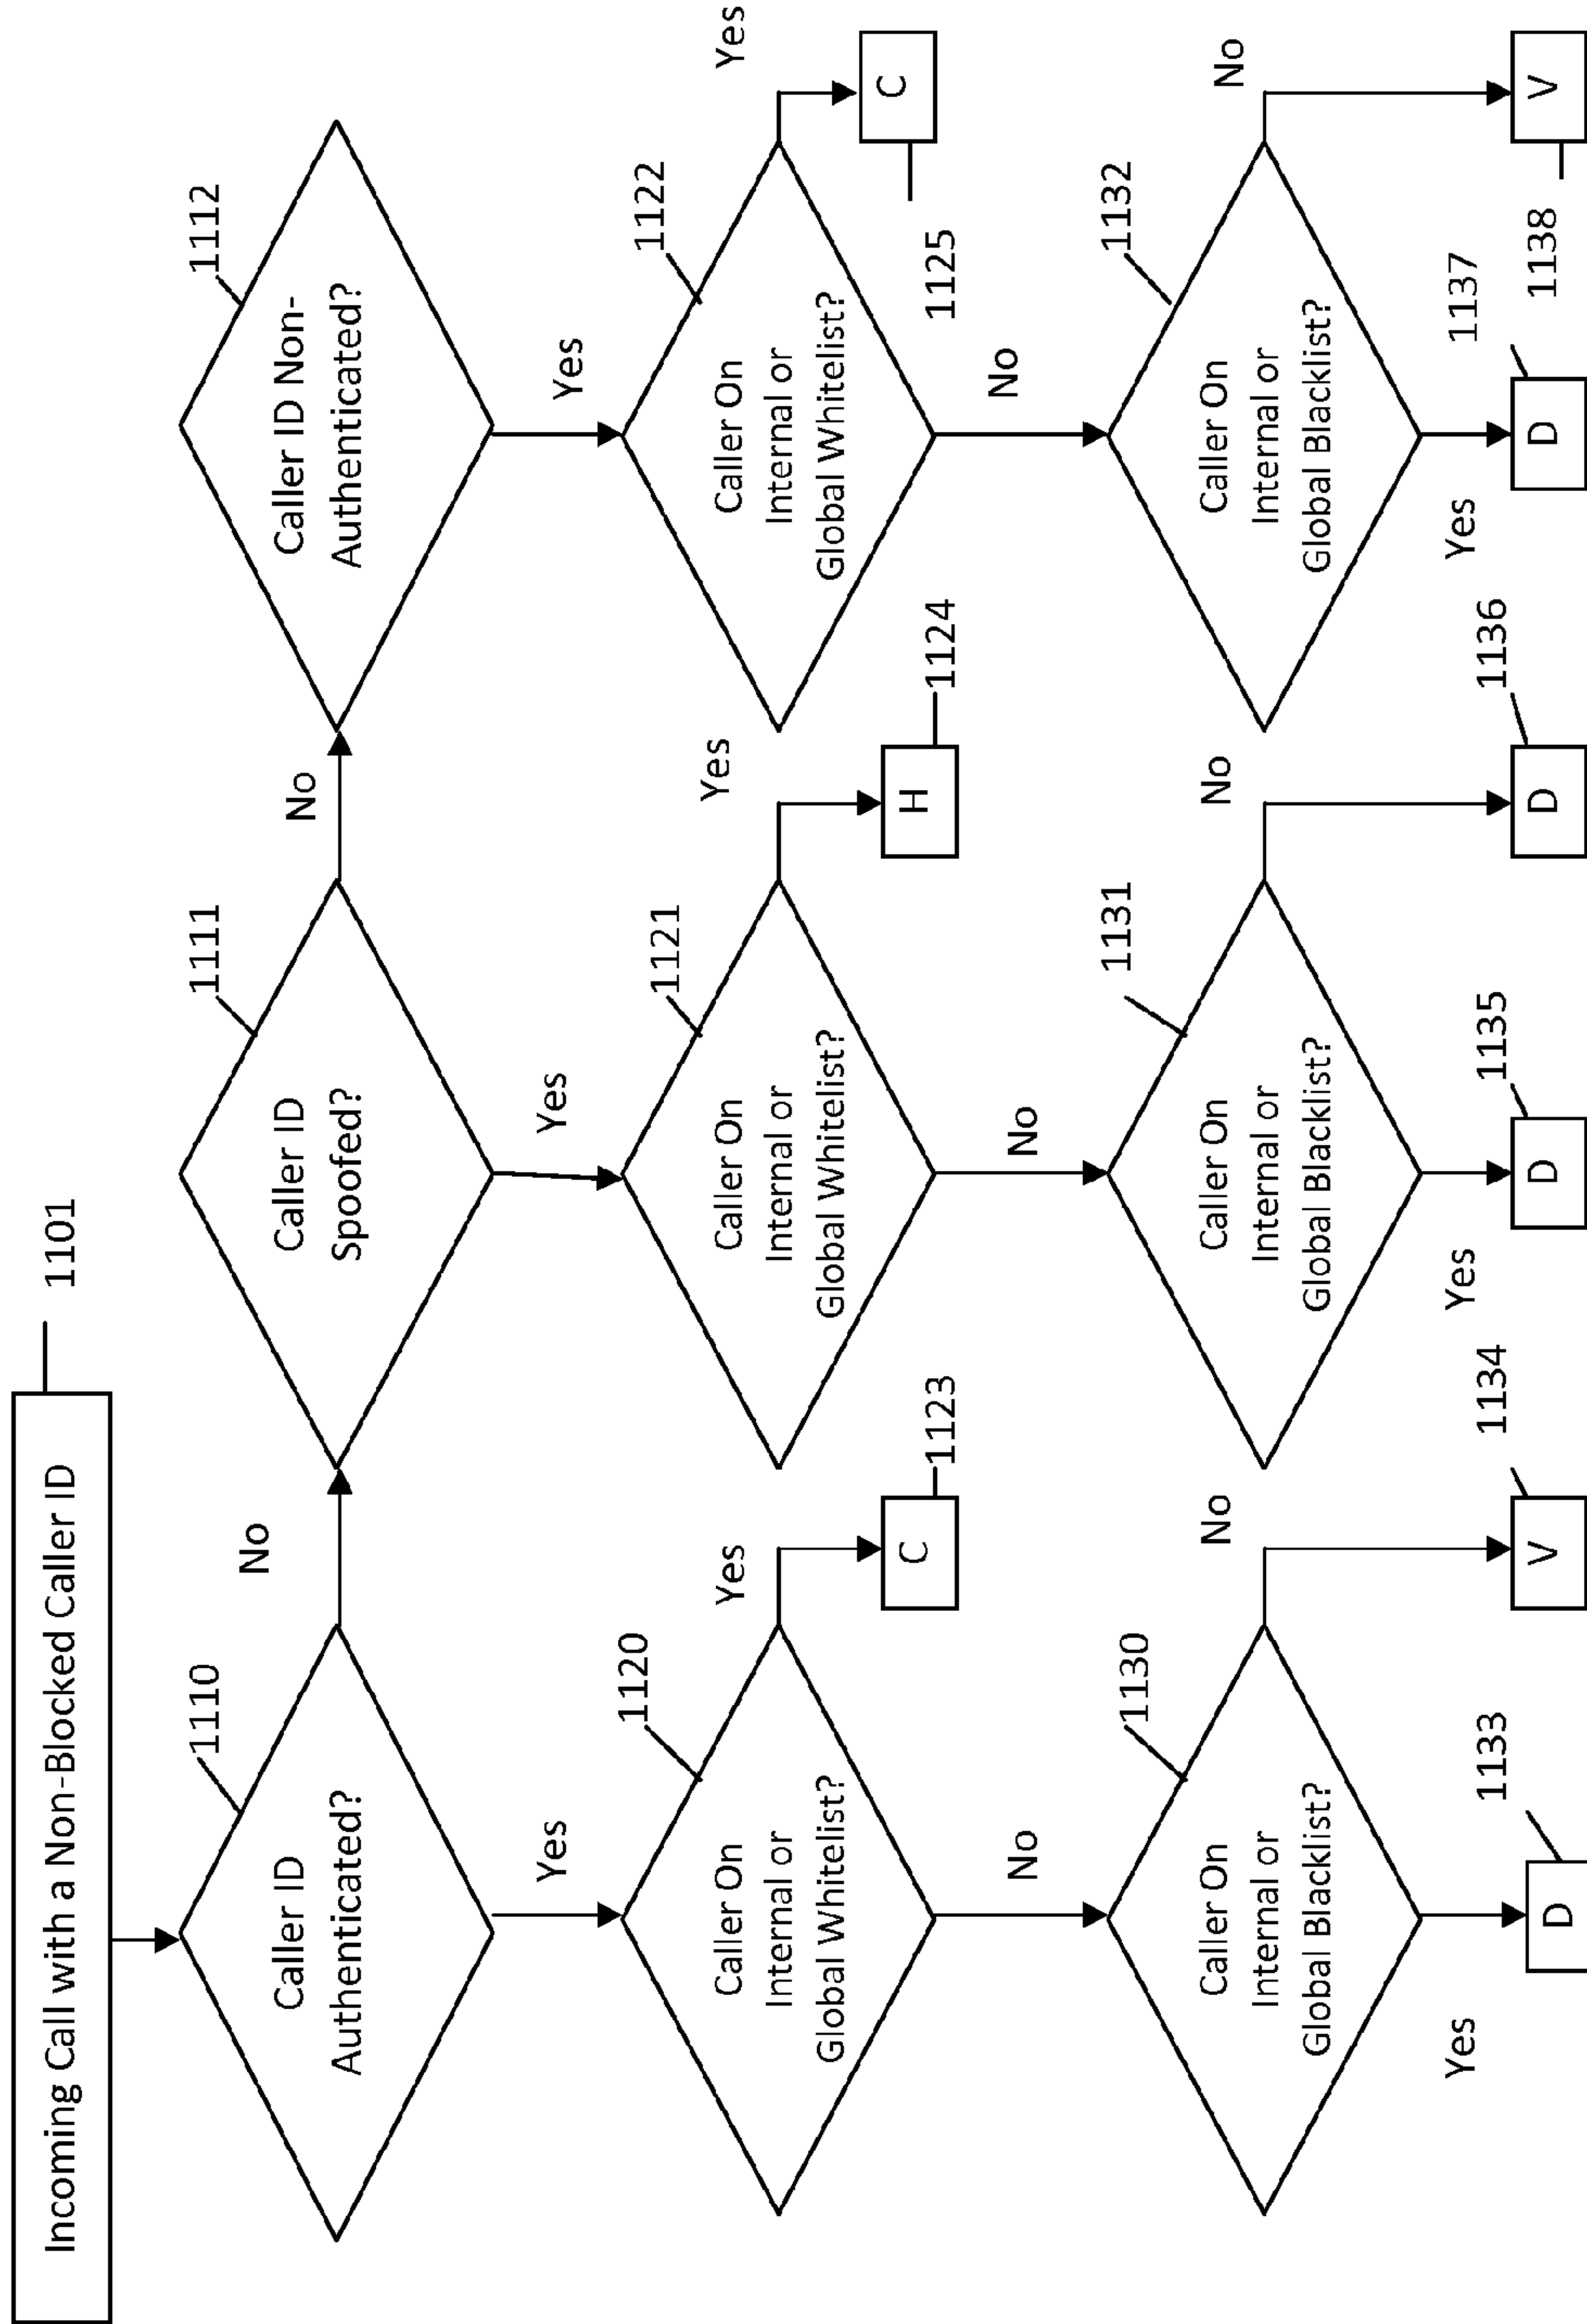 Incoming Call with a Non-Blocked Caller ID
1101
1110
Caller ID
Authenticated?
No
1111
Caller ID
Spoofed?
No
1112
Caller ID Non-
Authenticated?
Yes
Yes
Yes
1120
Caller On
Internal or
Global Whitelist?
Yes
C
1123
1121
Caller On
Internal or
Global Whitelist?
Yes
H
1124
1122
Caller On
Internal or
Global Whitelist?
Yes
C
1125
No
No
No
1130
Caller On
Internal or
Global Blacklist?
No
1131
Caller On
Internal or
Global Blacklist?
No
1132
Caller On
Internal or
Global Blacklist?
No
Yes
D
1133
V
1134
Yes
D
1135
D
1136
Yes
D
1137
V
1138